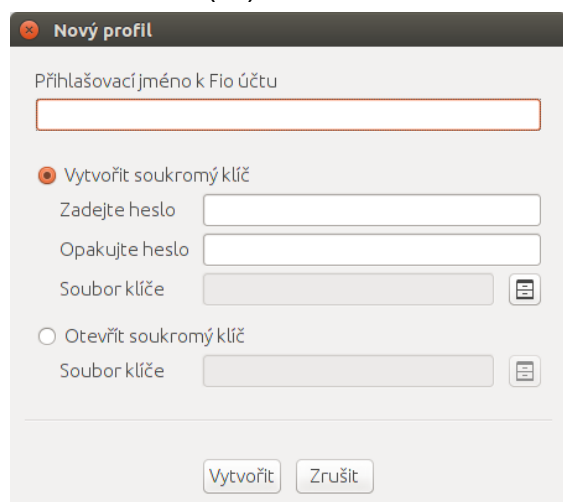 Nový profil
Přihlašovací jméno k Fio účtu
Vytvořit soukromý klíč
Zadejte heslo
Opakujte heslo
Soubor klíče
Otevřít soukromý klíč
Soubor klíče
Vytvořit Zrušit